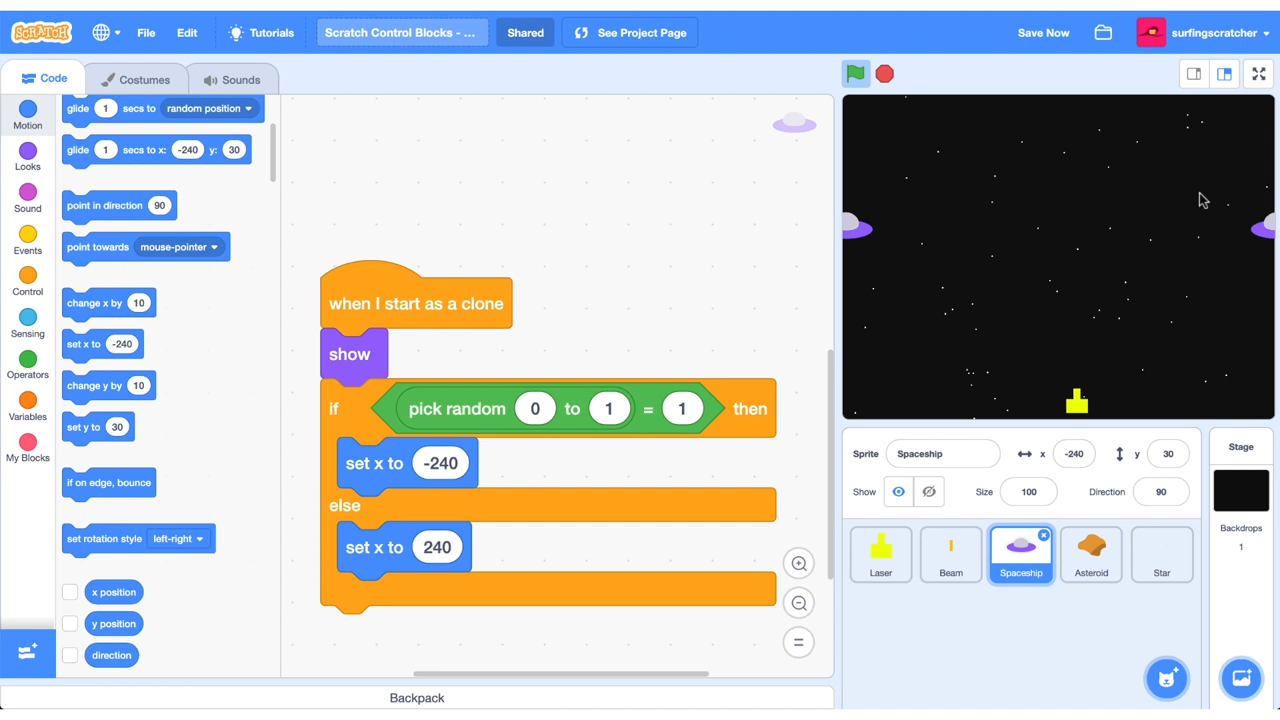 SCRATCH
File
Edit
Tutorials
Scratch Control Blocks - ...
Shared
See Project Page
Save Now
surfingscratcher
Code
Costumes
Sounds
Motion
Looks
Sound
Events
Control
Sensing
Operators
Variables
My Blocks
glide 1 secs to random position
glide 1 secs to x: -240 y: 30
point in direction 90
point towards mouse-pointer
change x by 10
set x to -240
change y by 10
set y to 30
if on edge, bounce
set rotation style left-right
x position
y position
direction
when I start as a clone
show
if pick random 0 to 1 = 1 then
set x to -240
else
set x to 240
Backpack
Sprite Spaceship x -240 y 30
Show Size 100 Direction 90
Laser
Beam
Spaceship
Asteroid
Star
Stage
Backdrops
1